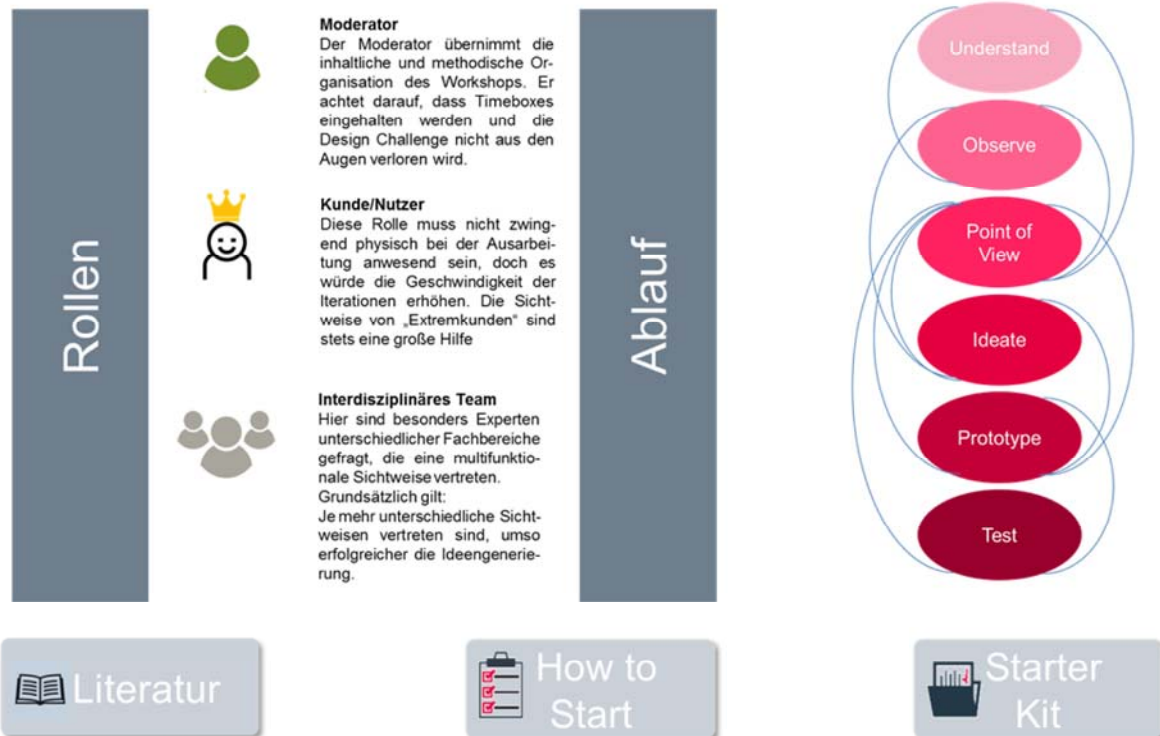 Rollen
Moderator
Der Moderator übernimmt die
inhaltliche und methodische Or-
ganisation des Workshops. Er
achtet darauf, dass Timeboxes
eingehalten werden und die
Design Challenge nicht aus den
Augen verloren wird.
Kunde/Nutzer
Diese Rolle muss nicht zwing-
end physisch bei der Ausarbei-
tung anwesend sein, doch es
würde die Geschwindigkeit der
Iterationen erhöhen. Die Sicht-
weise von „Extremkunden“ sind
stets eine große Hilfe
Interdisziplinäres Team
Hier sind besonders Experten
unterschiedlicher Fachbereiche
gefragt, die eine multifunktio-
nale Sichtweise vertreten.
Grundsätzlich gilt:
Je mehr unterschiedliche Sicht-
weisen vertreten sind, umso
erfolgreicher die Ideengenerie-
rung.
Ablauf
Understand
Observe
Point of
View
Ideate
Prototype
Test
Literatur
How to
Start
Starter
Kit